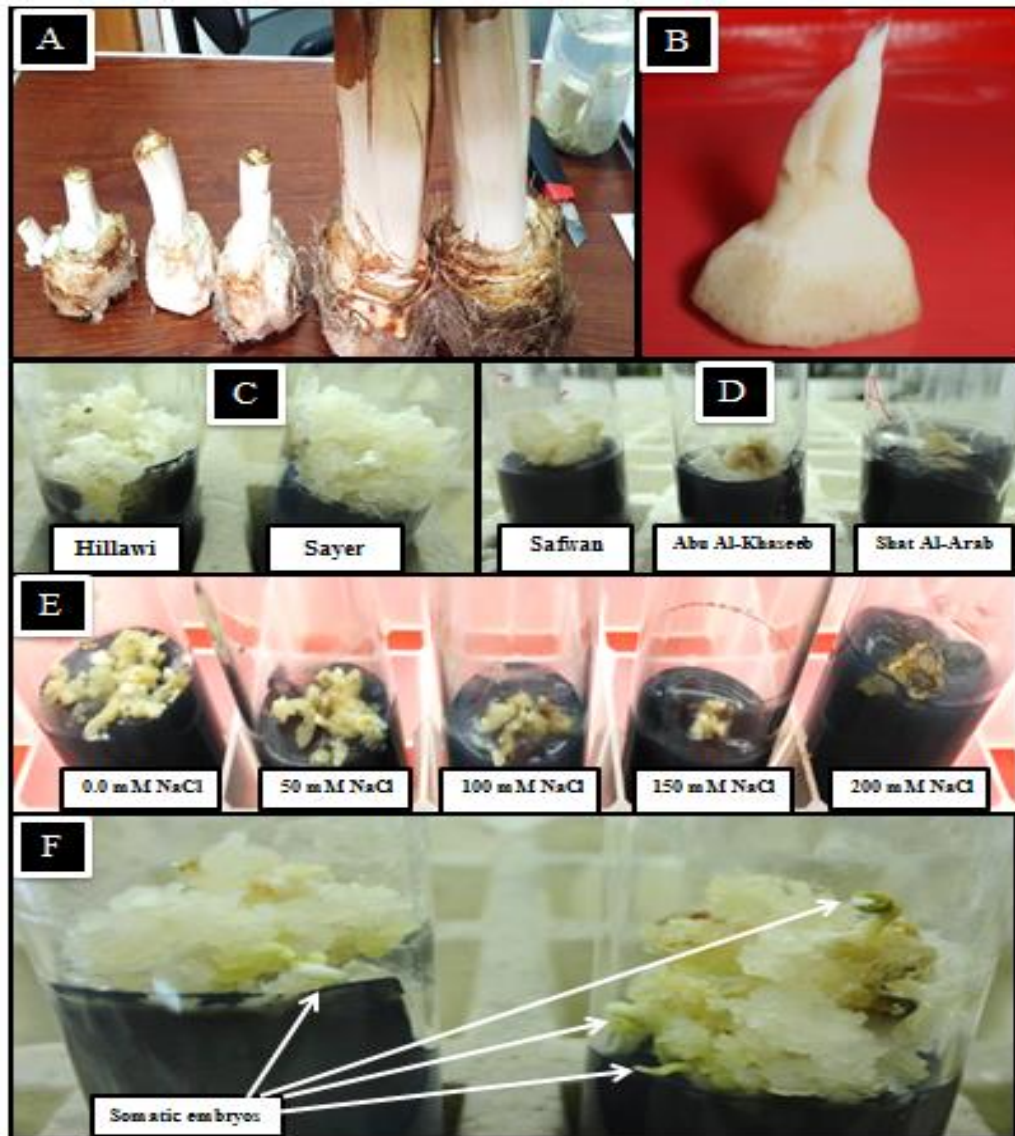 A
B
C
D
Hillawi
Sayer
Safwan
Abu Al-Khaseeb
Shat Al-Arab
E
0.0 mM NaCl
50 mM NaCl
100 mM NaCl
150 mM NaCl
200 mM NaCl
F
Somatic embryos